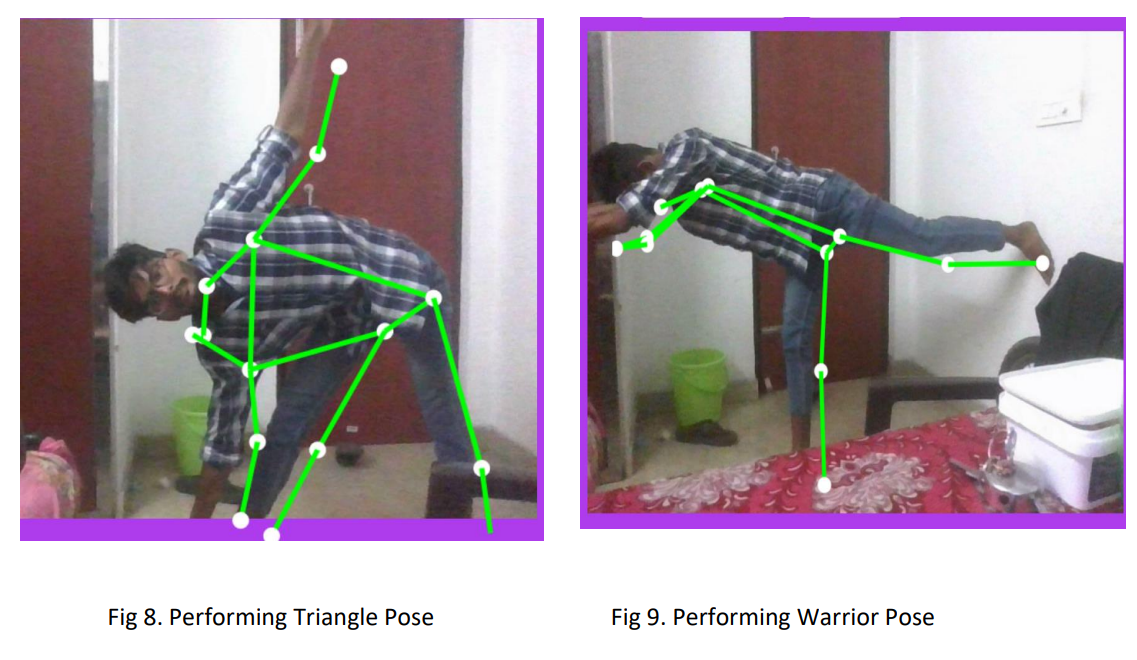 Fig 8. Performing Triangle Pose
Fig 9. Performing Warrior Pose